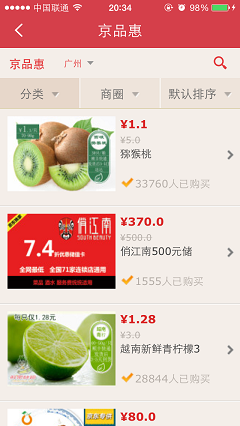 中国联通
20:34
98%
京品惠
京品惠 广州
分类
商圈
默认排序
¥1.1
¥5.0
猕猴桃
33760人已购买
俏江南
SOUTH BEAUTY
7.4
折优惠储值卡
全网最低 全国71家连锁店通用
¥370.0
¥500.0
俏江南500元储
1555人已购买
每日仅1.28元
¥1.28
¥3.0
越南新鲜青柠檬3
28844人已购买
¥80.0